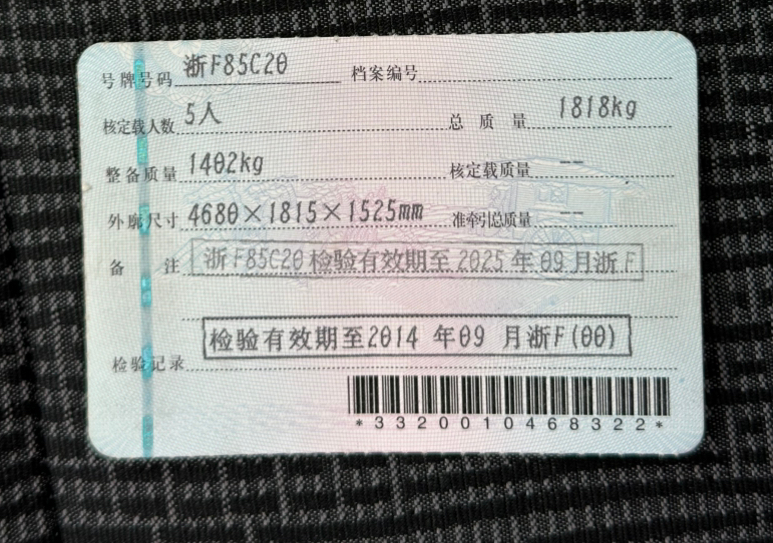 号牌号码 浙F85C20 档案编号
核定载人数 5人 总质量 1818kg
整备质量 1402kg 核定载质量 --
外廓尺寸 4680×1815×1525mm 准牵引总质量 --
备注 浙F85C20检验有效期至2025年09月浙F
检验有效期至2014年09月浙F(00)
检验记录
*3320010468322*